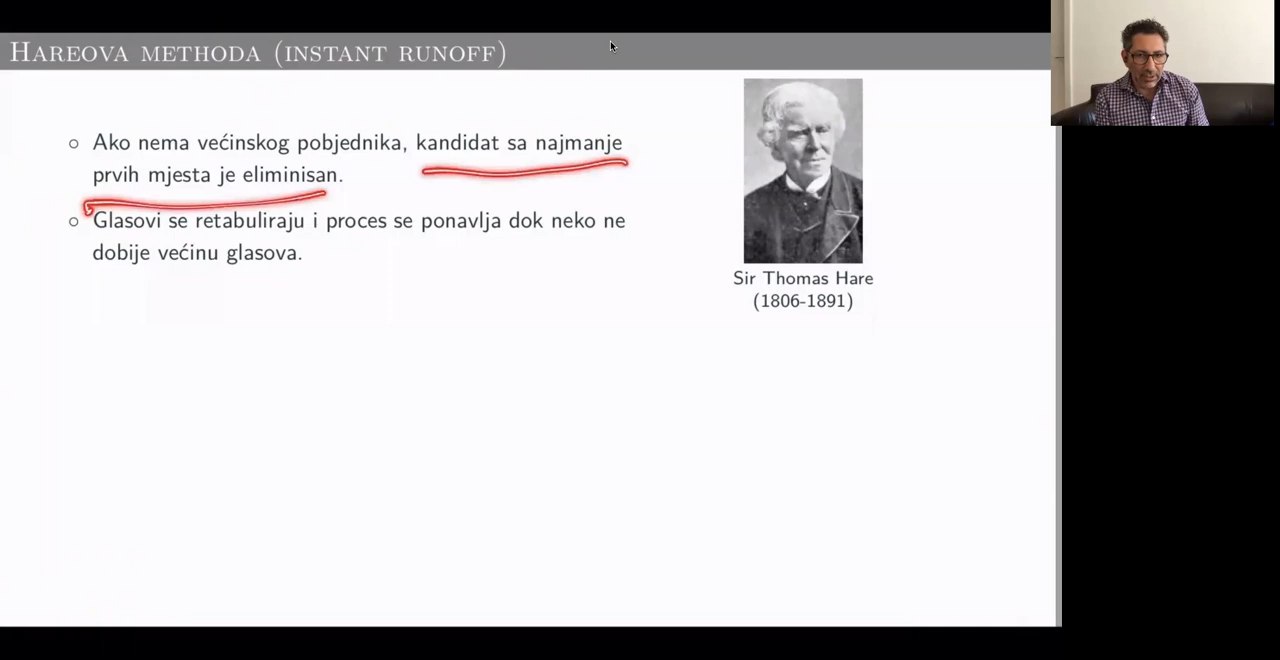 Hareova methoda (instant runoff)
Ako nema većinskog pobjednika, kandidat sa najmanje
prvih mjesta je eliminisan.
Glasovi se retabuliraju i proces se ponavlja dok neko ne
dobije većinu glasova.
Sir Thomas Hare
(1806-1891)